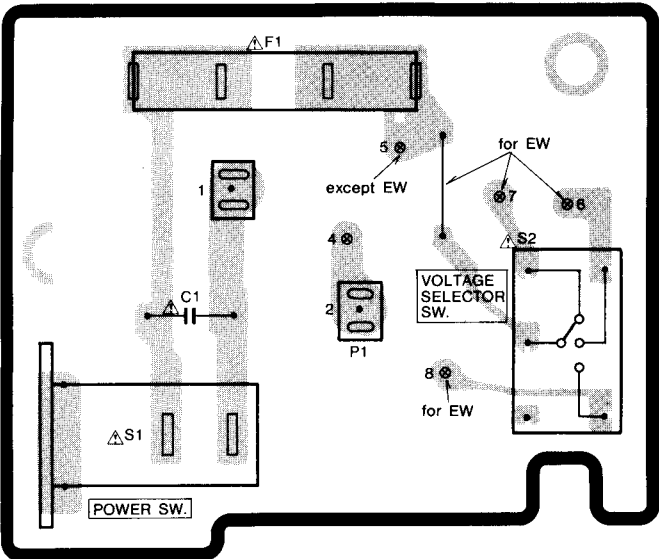 ⚠F1
5
for EW
1
except EW
7
6
4
⚠S2
VOLTAGE
SELECTOR
SW.
⚠C1
2
P1
8
for EW
⚠S1
POWER SW.